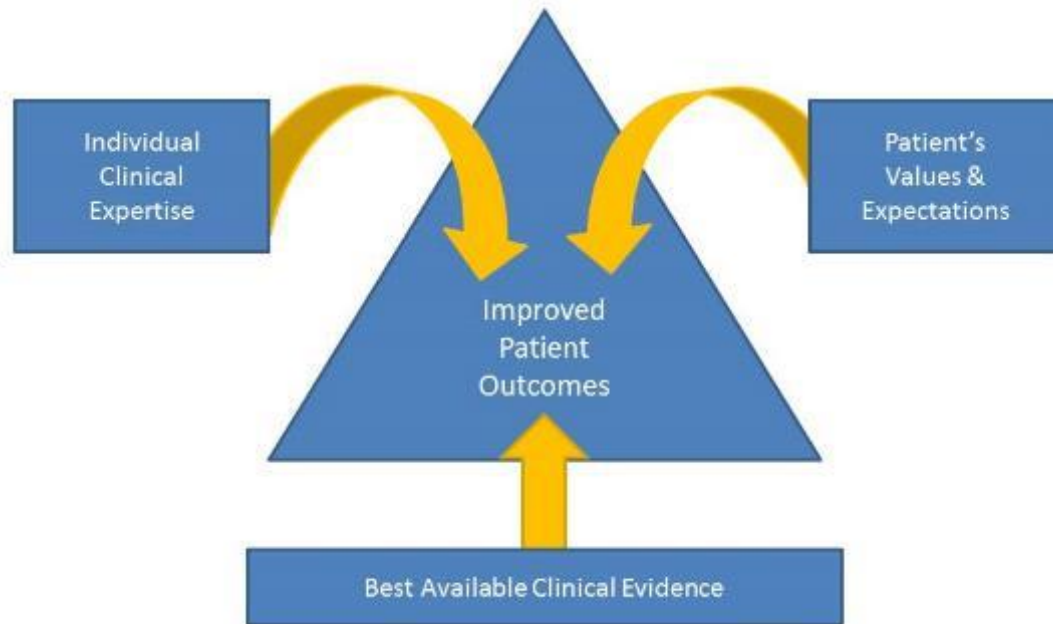 Individual
Clinical
Expertise
Patient’s
Values &
Expectations
Improved
Patient
Outcomes
Best Available Clinical Evidence